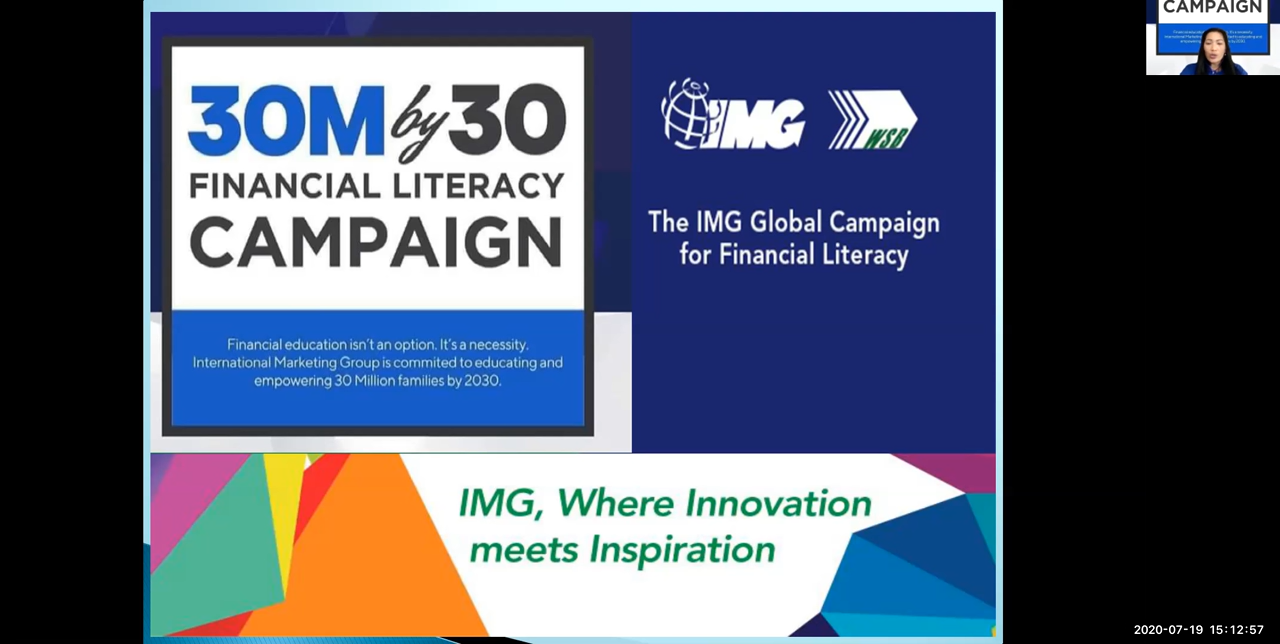 30M by 30
FINANCIAL LITERACY
CAMPAIGN
Financial education isn't an option. It's a necessity.
International Marketing Group is commited to educating and
empowering 30 Million families by 2030.
IMG
WSB
The IMG Global Campaign
for Financial Literacy
IMG, Where Innovation
meets Inspiration
CAMPAIGN
2020-07-19 15:12:57